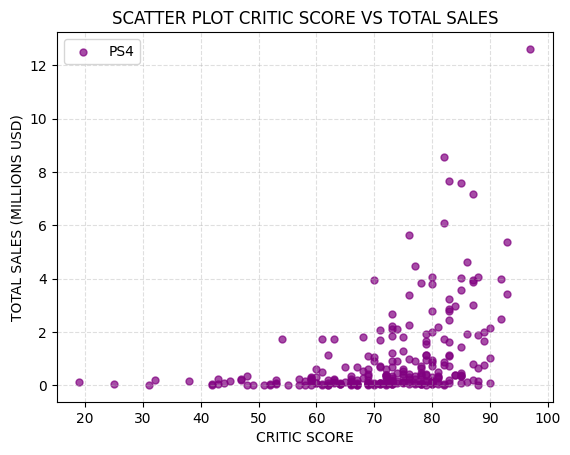 SCATTER PLOT CRITIC SCORE VS TOTAL SALES
PS4
TOTAL SALES (MILLIONS USD)
12
10
8
6
4
2
0
20 30 40 50 60 70 80 90 100
CRITIC SCORE